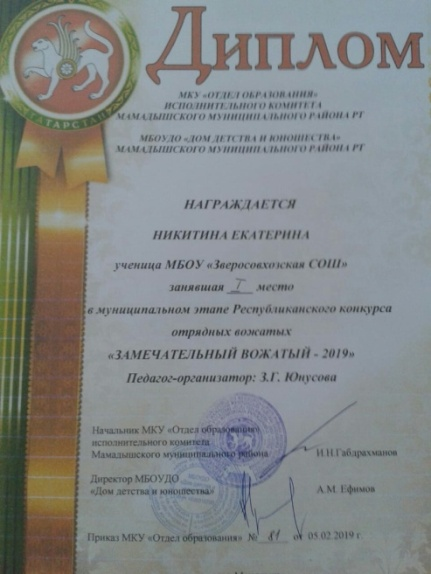 ТАТАРСТАН
Диплом
МКУ «ОТДЕЛ ОБРАЗОВАНИЯ»
ИСПОЛНИТЕЛЬНОГО КОМИТЕТА
МАМАДЫШСКОГО МУНИЦИПАЛЬНОГО РАЙОНА РТ
МБОУДО «ДОМ ДЕТСТВА И ЮНОШЕСТВА»
МАМАДЫШСКОГО МУНИЦИПАЛЬНОГО РАЙОНА РТ
НАГРАЖДАЕТСЯ
НИКИТИНА ЕКАТЕРИНА
ученица МБОУ «Зверосовхозская СОШ»
занявшая I место
в муниципальном этапе Республиканского конкурса
отрядных вожатых
«ЗАМЕЧАТЕЛЬНЫЙ ВОЖАТЫЙ - 2019»
Педагог-организатор: З.Г. Юнусова
Начальник МКУ «Отдел образования»
исполнительного комитета
Мамадышского муниципального района И.Н.Габдрахманов
Директор МБОУДО
«Дом детства и юношества» А.М. Ефимов
Приказ МКУ «Отдел образования» № 81 от 05.02.2019 г.